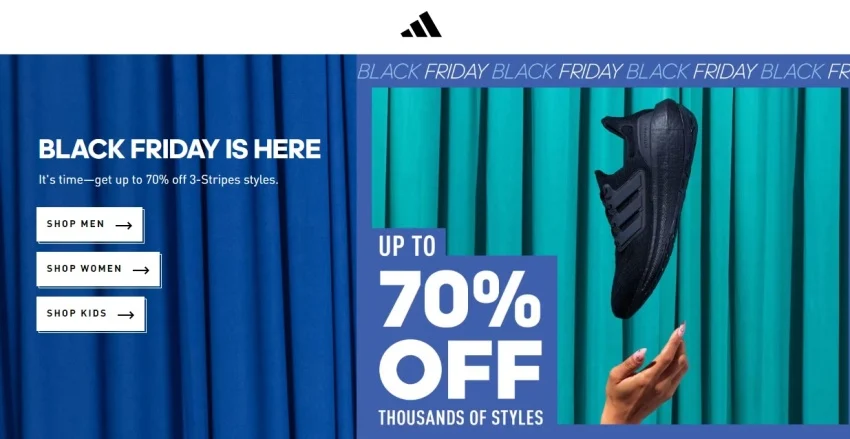 BLACK FRIDAY IS HERE
It's time—get up to 70% off 3-Stripes styles.
SHOP MEN
SHOP WOMEN
SHOP KIDS
BLACK FRIDAY BLACK FRIDAY BLACK FRIDAY BLACK FR
UP TO
70%
OFF
THOUSANDS OF STYLES